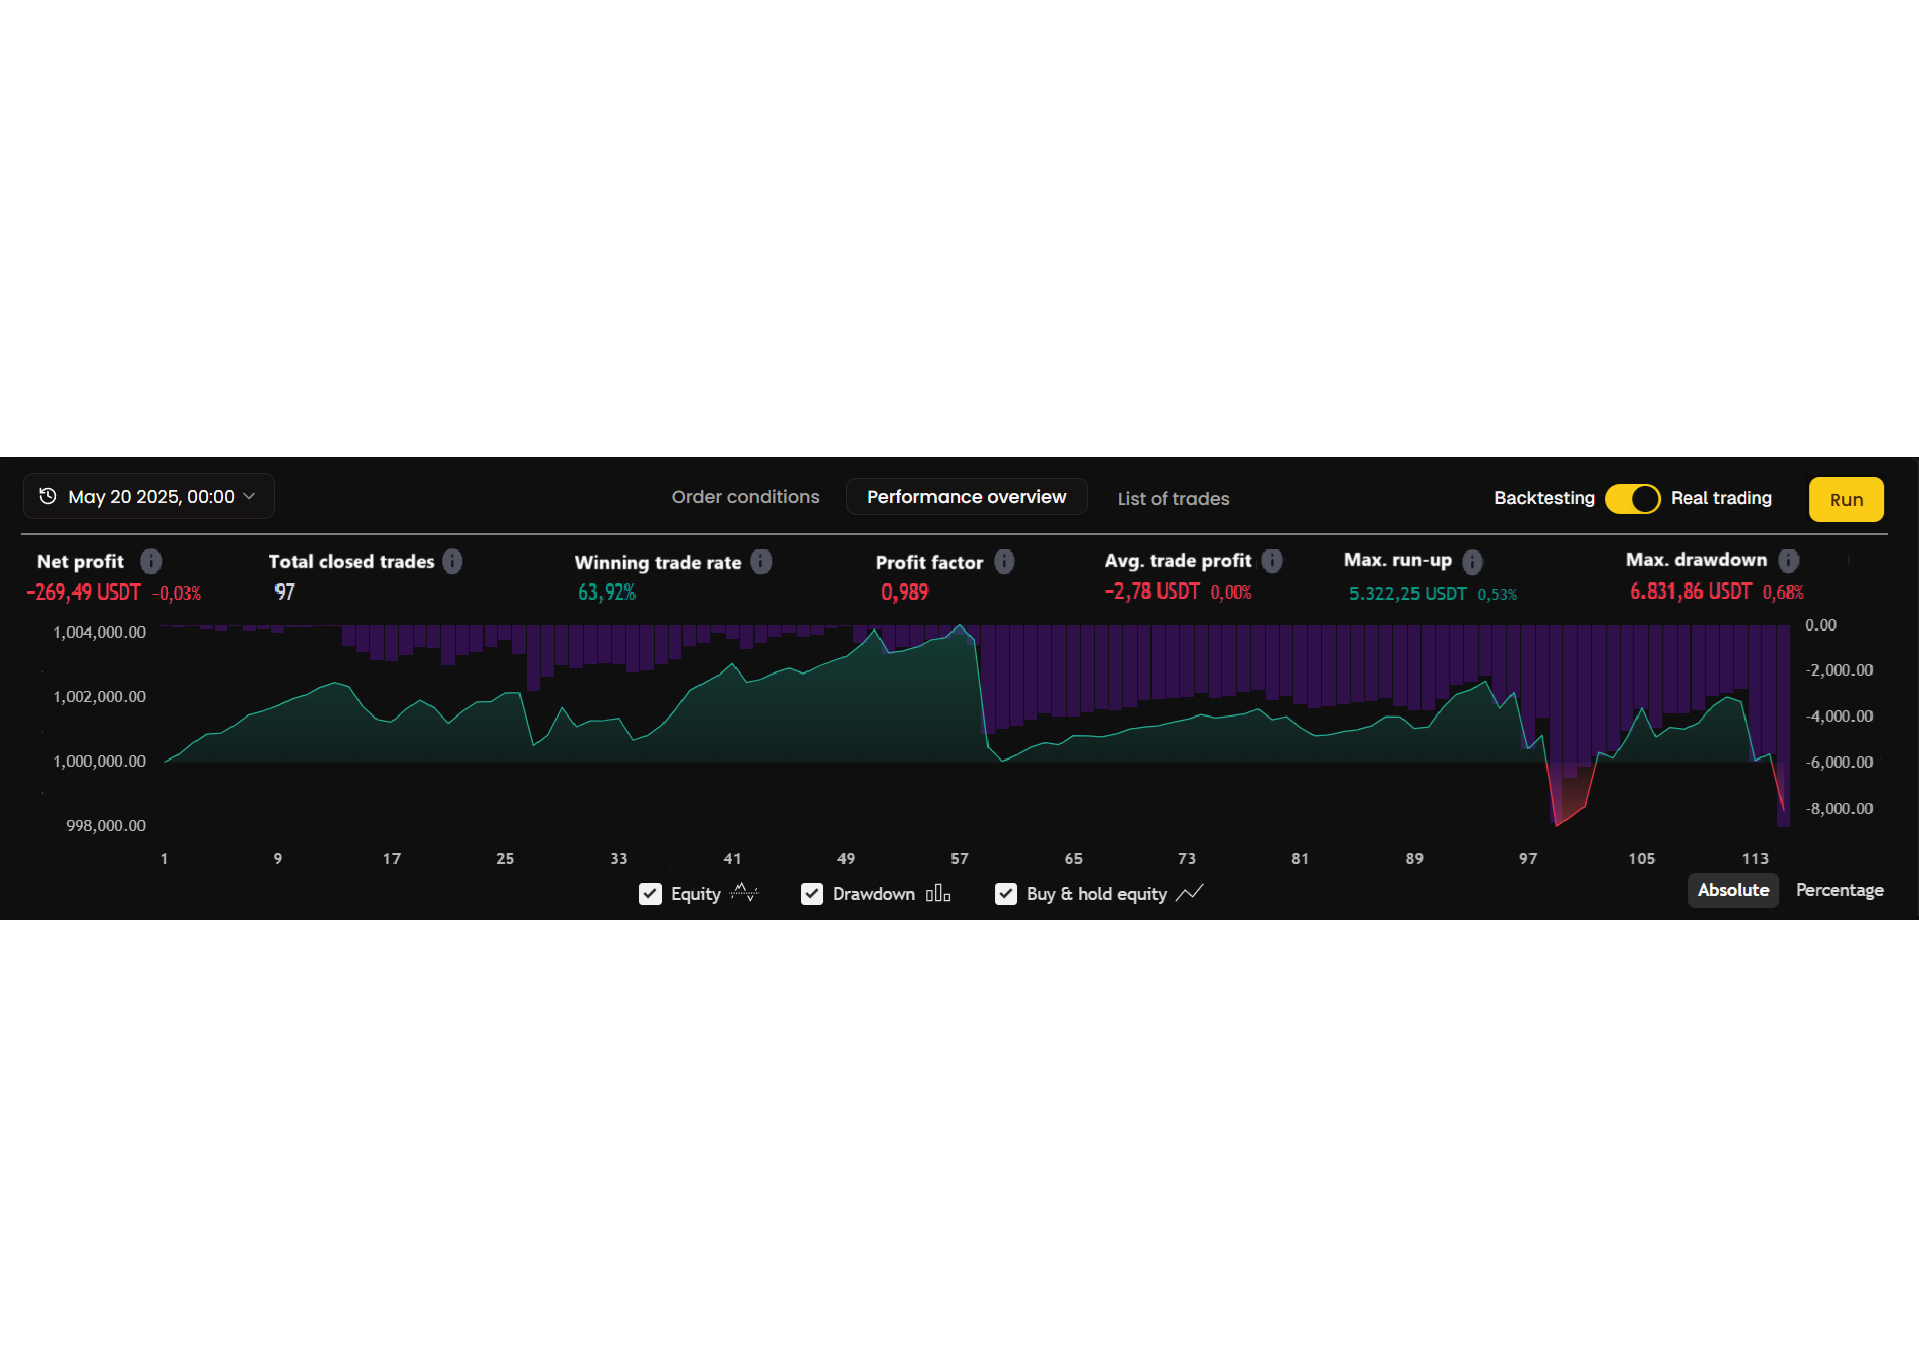 May 20 2025, 00:00
Order conditions
Performance overview
List of trades
Backtesting
Real trading
Run
Net profit
Total closed trades
Winning trade rate
Profit factor
Avg. trade profit
Max. run-up
Max. drawdown
-269,49 USDT -0,03%
97
63,92%
0,989
-2,78 USDT 0,00%
5.322,25 USDT 0,53%
6.831,86 USDT 0,68%
1,004,000.00
1,002,000.00
1,000,000.00
998,000.00
0.00
-2,000.00
-4,000.00
-6,000.00
-8,000.00
1 9 17 25 33 41 49 57 65 73 81 89 97 105 113
Equity
Drawdown
Buy & hold equity
Absolute
Percentage